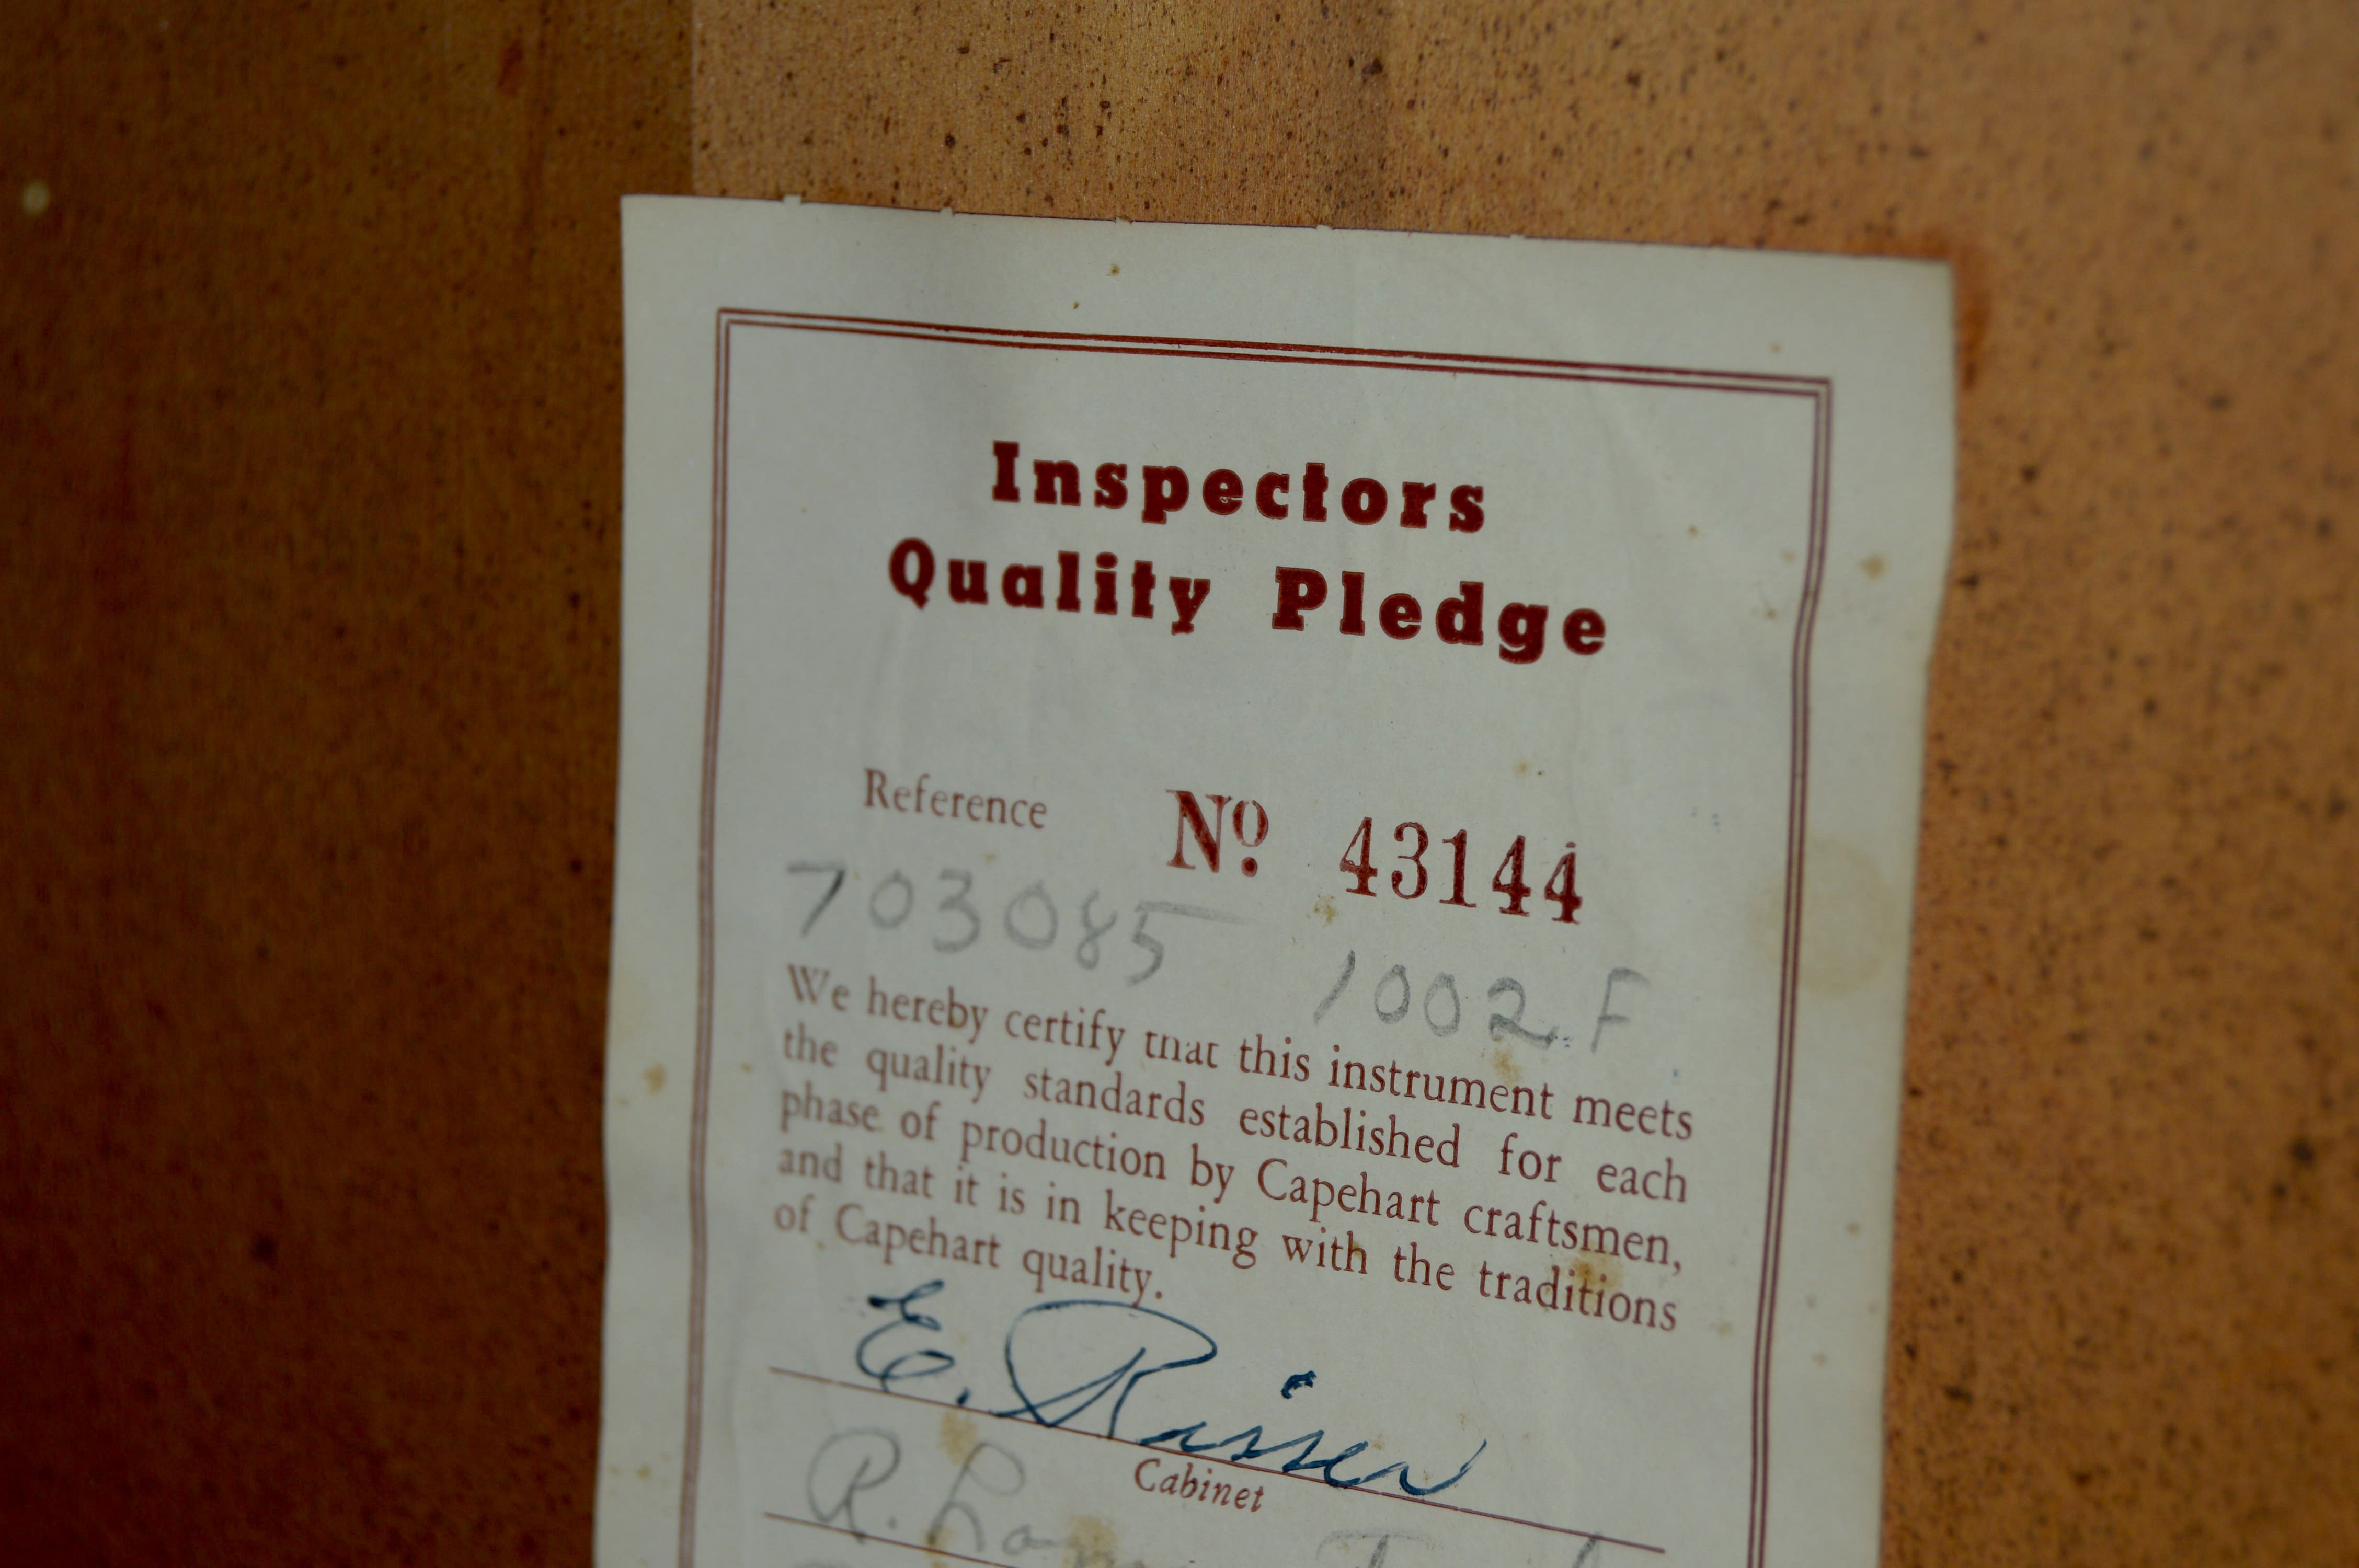 Inspectors
Quality Pledge
Reference No. 43144
703085 1002F
We hereby certify that this instrument meets
the quality standards established for each
phase of production by Capehart craftsmen,
and that it is in keeping with the traditions
of Capehart quality.
E. Risser
Cabinet
R.